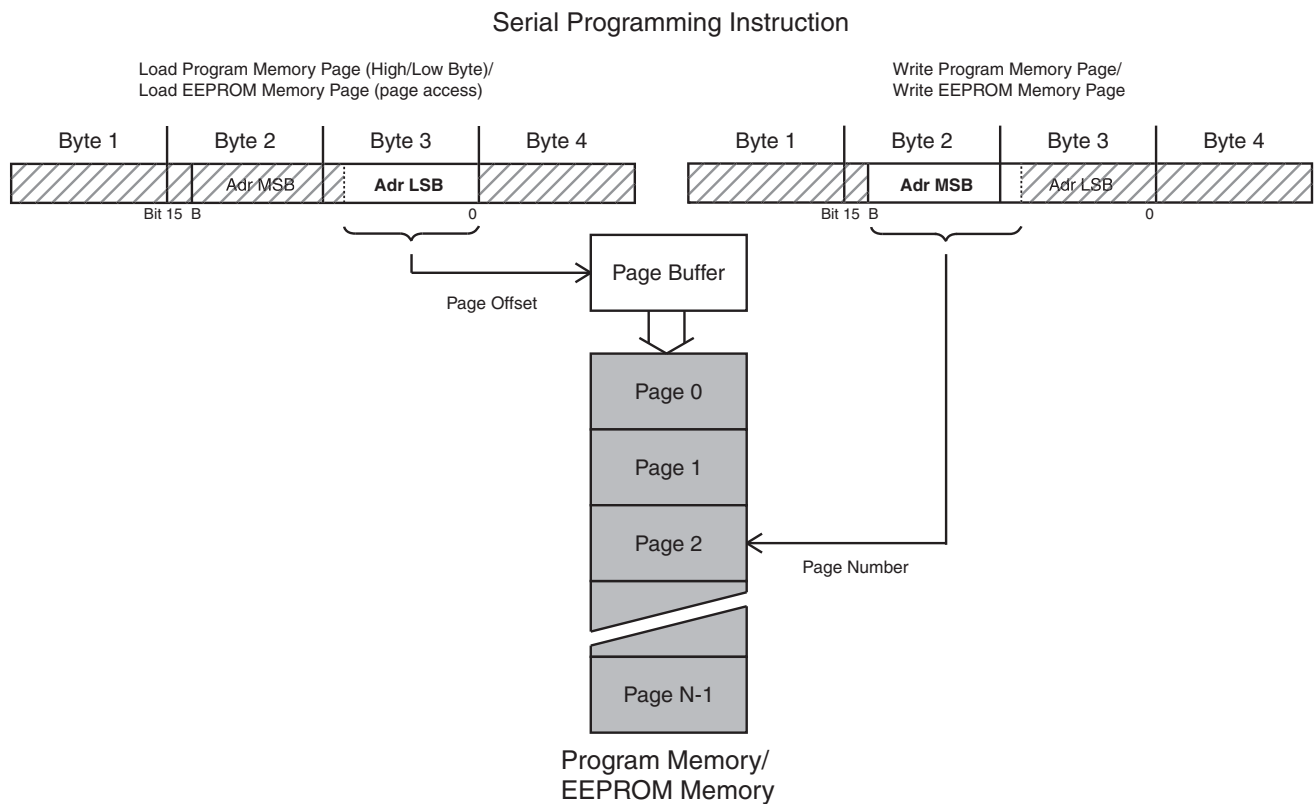 Serial Programming Instruction
Load Program Memory Page (High/Low Byte)/
Load EEPROM Memory Page (page access)
Byte 1 Byte 2 Byte 3 Byte 4
Adr MSB Adr LSB
Bit 15 B 0
Write Program Memory Page/
Write EEPROM Memory Page
Byte 1 Byte 2 Byte 3 Byte 4
Adr MSB Adr LSB
Bit 15 B 0
Page Offset
Page Buffer
Page 0
Page 1
Page 2
Page Number
Page N-1
Program Memory/
EEPROM Memory